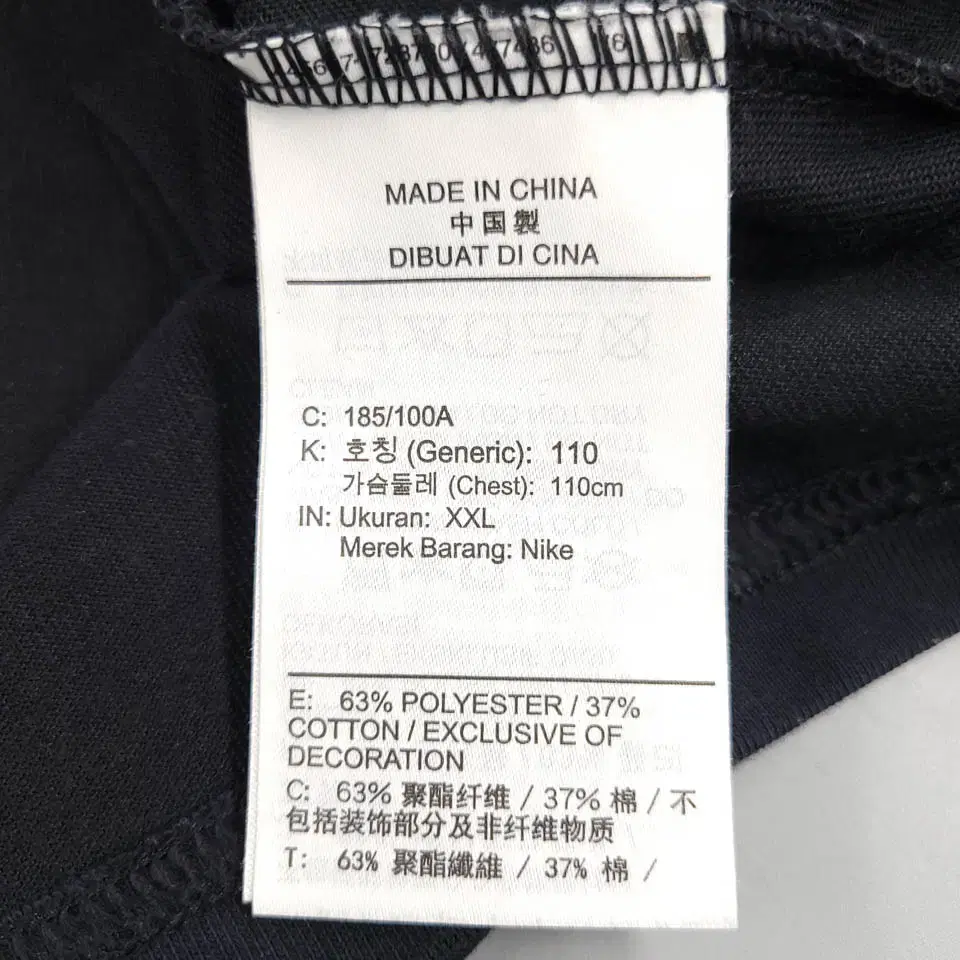 MADE IN CHINA
中国製
DIBUAT DI CINA
C: 185/100A
K: 호칭 (Generic): 110
가슴둘레 (Chest): 110cm
IN: Ukuran: XXL
Merek Barang: Nike
E: 63% POLYESTER / 37%
COTTON / EXCLUSIVE OF
DECORATION
C: 63% 聚酯纤维 / 37% 棉 / 不
包括装饰部分及非纤维物质
T: 63% 聚酯纖維 / 37% 棉 /